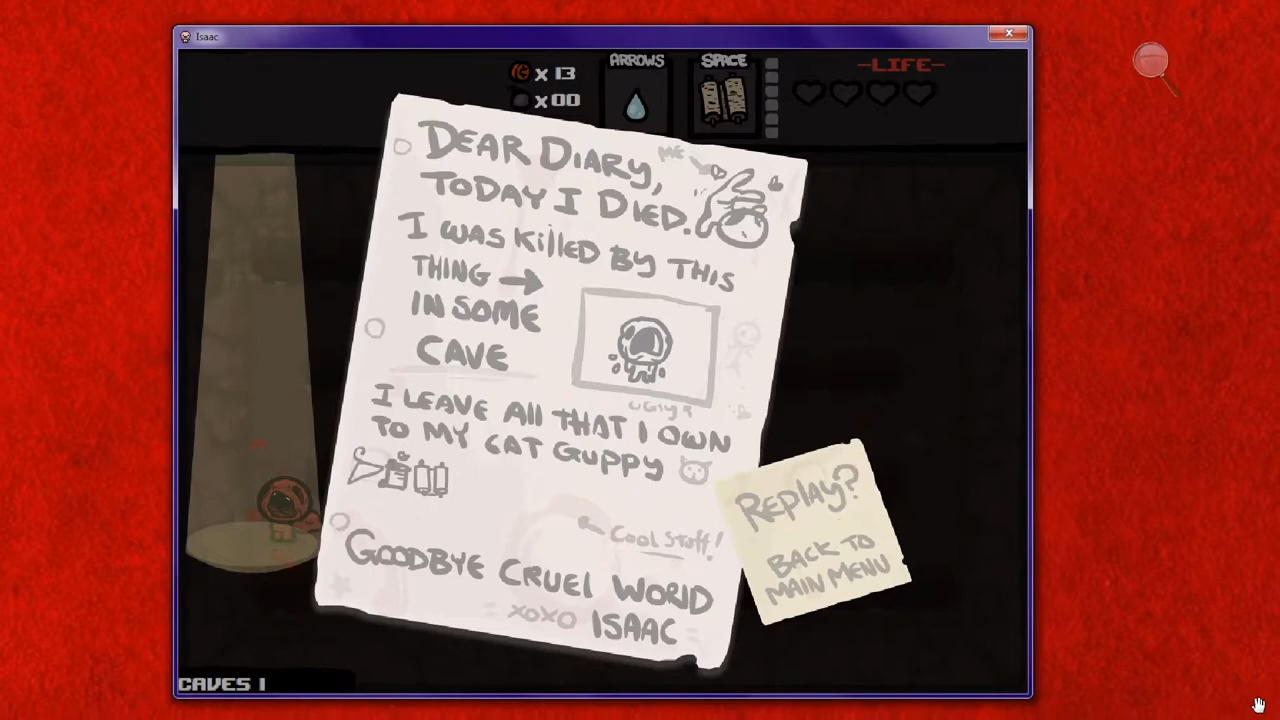 Isaac
ARROWS
SPACE
-LIFE-
x 13
x00
DEAR DIARY,
ME
TODAY I DIED.
I WAS KILLED BY THIS
THING →
IN SOME
CAVE
UGLY
I LEAVE ALL THAT I OWN
TO MY CAT GUPPY
COOL STUFF!
GOODBYE CRUEL WORLD
XOXO ISAAC
REPLAY?
BACK TO
MAIN MENU
CAVES I